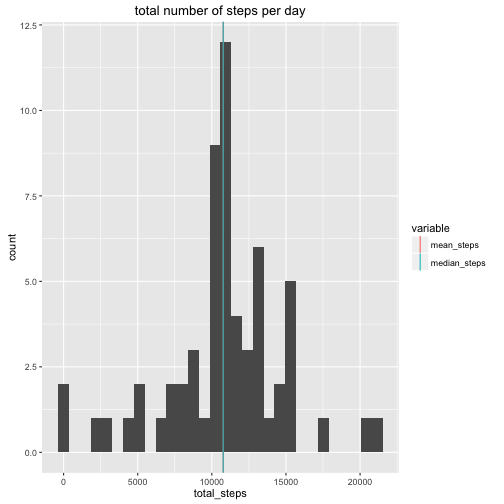 total number of steps per day
12.5
10.0
7.5
5.0
2.5
0.0
count
0 5000 10000 15000 20000
total_steps
variable
mean_steps
median_steps